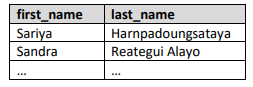 first_name last_name
Sariya Harnpadoungsataya
Sandra Reategui Alayo
... ...